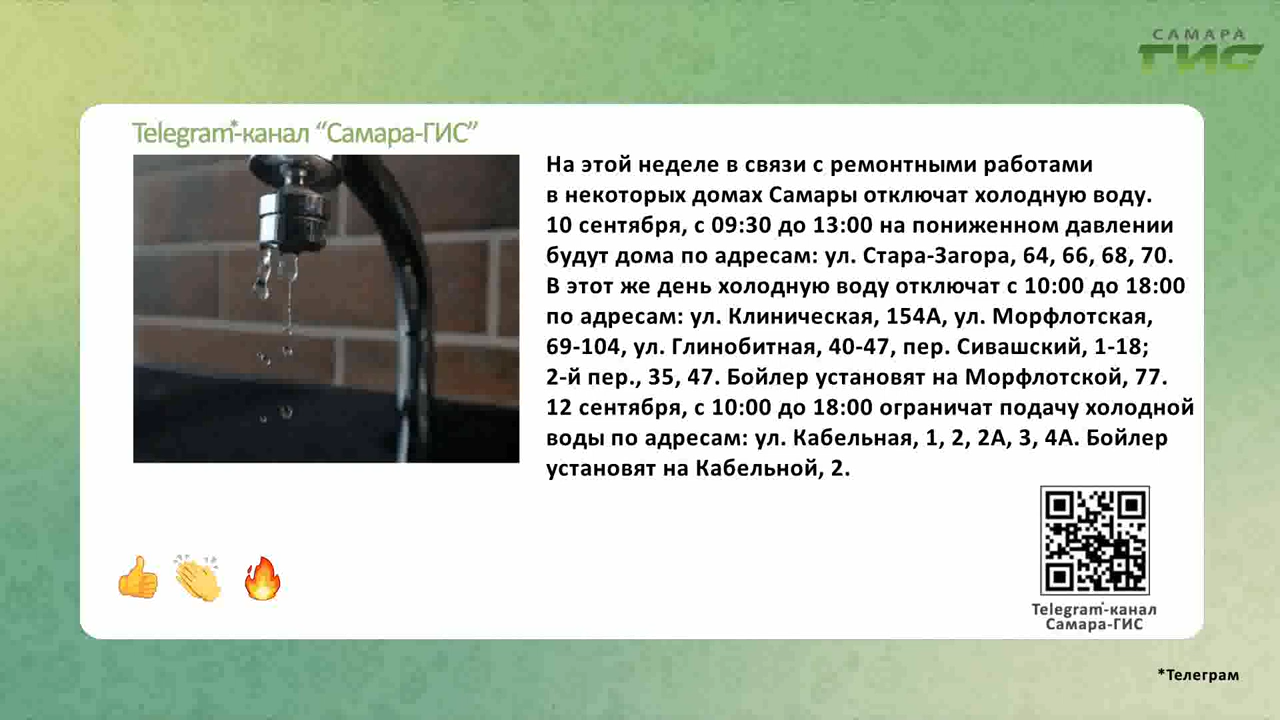 САМАРА
ГИС
Telegram*-канал “Самара-ГИС”
На этой неделе в связи с ремонтными работами
в некоторых домах Самары отключат холодную воду.
10 сентября, с 09:30 до 13:00 на пониженном давлении
будут дома по адресам: ул. Стара-Загора, 64, 66, 68, 70.
В этот же день холодную воду отключат с 10:00 до 18:00
по адресам: ул. Клиническая, 154А, ул. Морфлотская,
69-104, ул. Глинобитная, 40-47, пер. Сивашский, 1-18;
2-й пер., 35, 47. Бойлер установят на Морфлотской, 77.
12 сентября, с 10:00 до 18:00 ограничат подачу холодной
воды по адресам: ул. Кабельная, 1, 2, 2А, 3, 4А. Бойлер
установят на Кабельной, 2.
Telegram*-канал
Самара-ГИС
*Телеграм